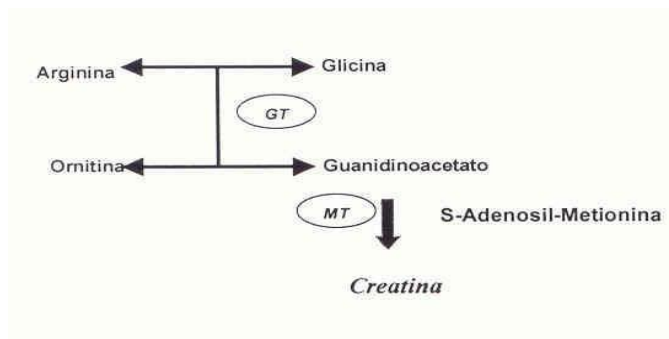 Arginina
Glicina
GT
Ornitina
Guanidinoacetato
MT
S-Adenosil-Metionina
Creatina